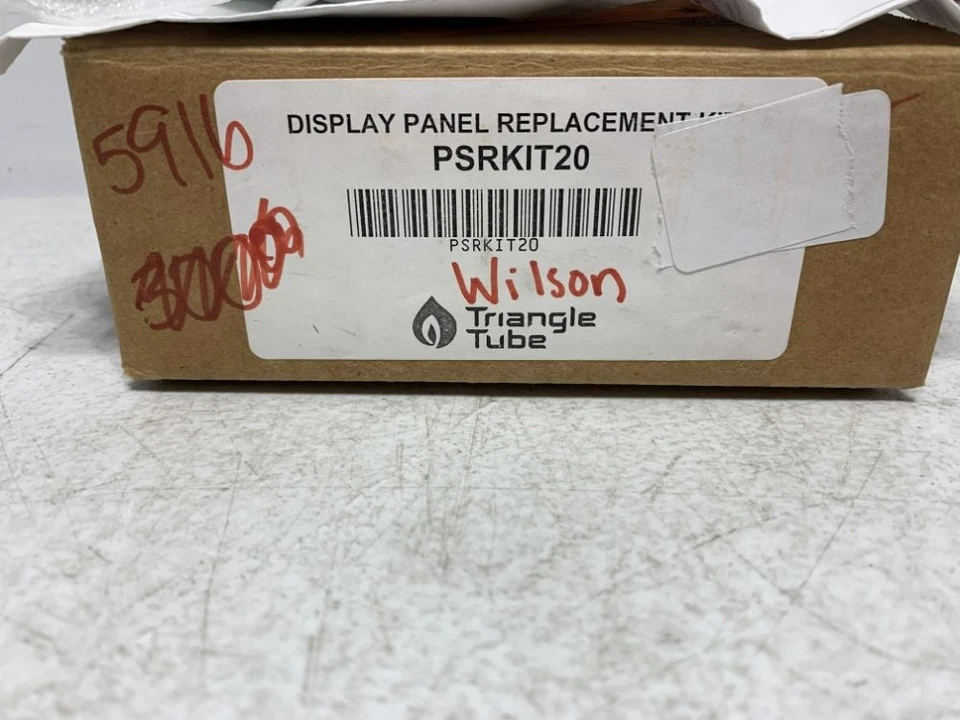 5916
DISPLAY PANEL REPLACEMENT
PSRKIT20
PSRKIT20
Wilson
Triangle
Tube